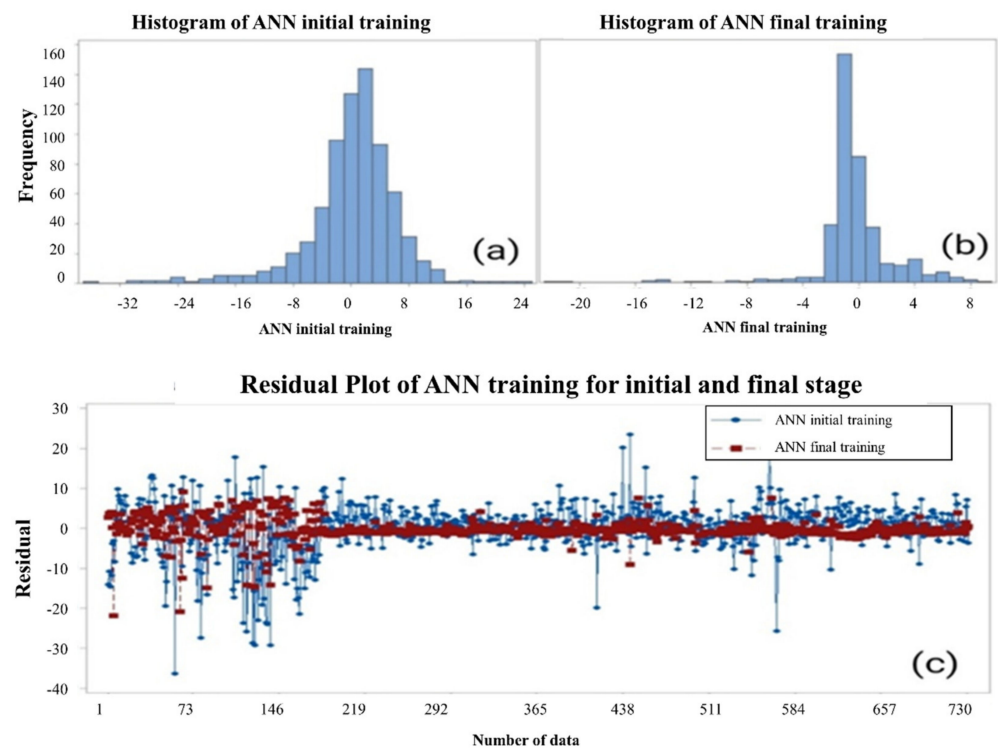 Histogram of ANN initial training
Histogram of ANN final training
Frequency
160
140
120
100
80
60
40
20
0
(a)
(b)
-32 -24 -16 -8 0 8 16 24
-20 -16 -12 -8 -4 0 4 8
ANN initial training
ANN final training
Residual Plot of ANN training for initial and final stage
Residual
30
20
10
0
-10
-20
-30
-40
ANN initial training
ANN final training
(c)
1 73 146 219 292 365 438 511 584 657 730
Number of data